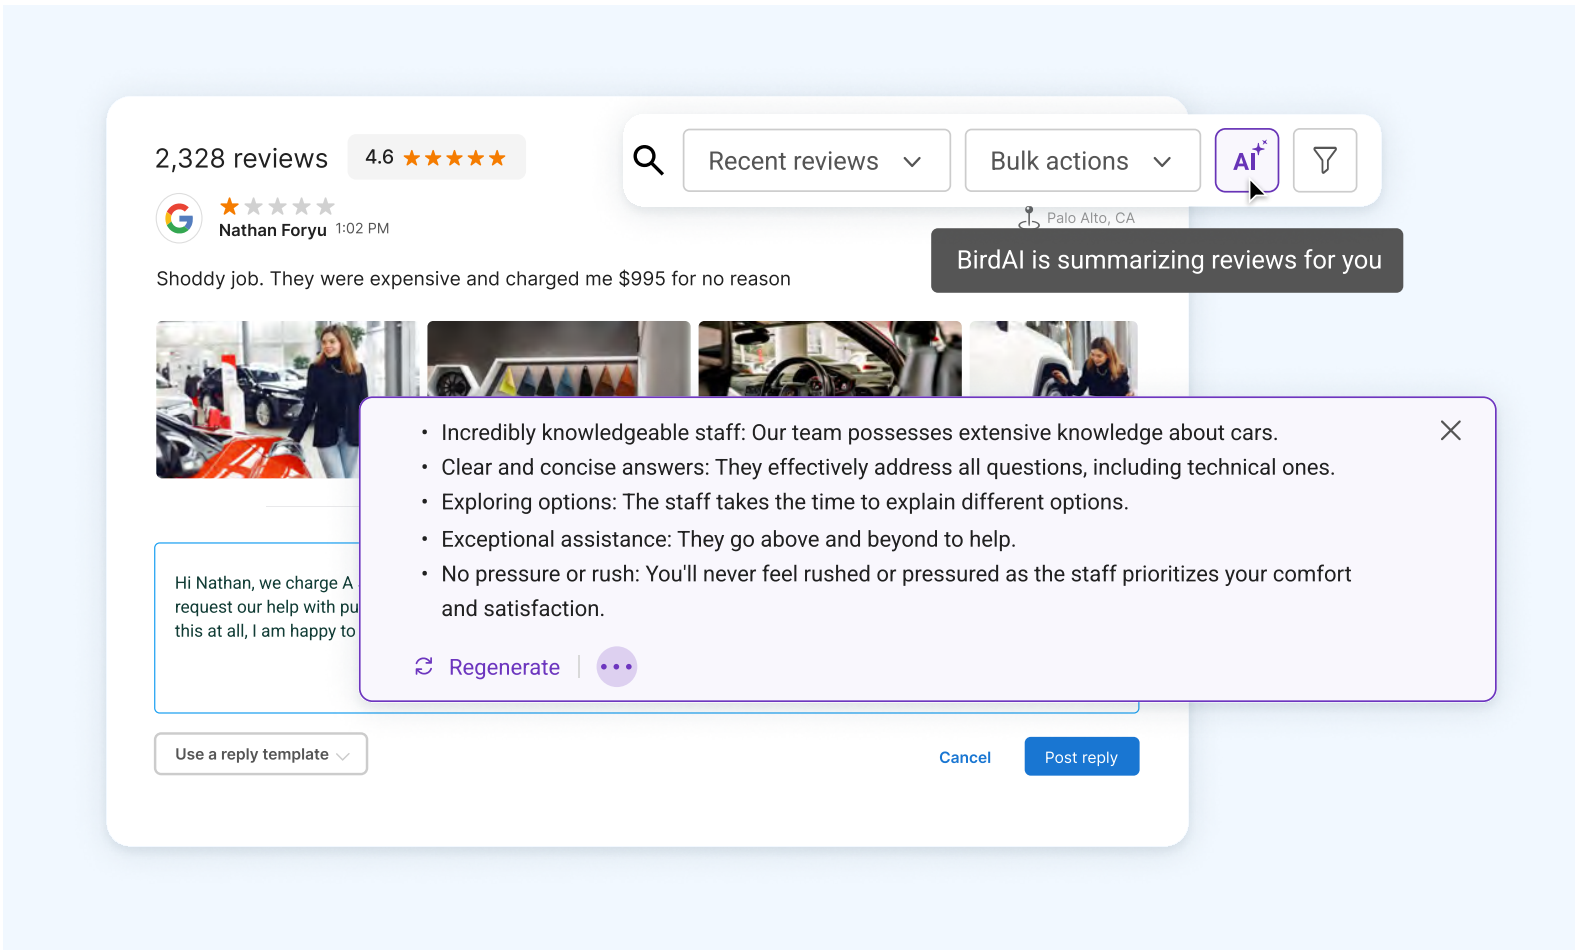 2,328 reviews
4.6
Recent reviews
Bulk actions
AI
Nathan Foryu 1:02 PM
Palo Alto, CA
BirdAI is summarizing reviews for you
Shoddy job. They were expensive and charged me $995 for no reason
• Incredibly knowledgeable staff: Our team possesses extensive knowledge about cars.
• Clear and concise answers: They effectively address all questions, including technical ones.
• Exploring options: The staff takes the time to explain different options.
• Exceptional assistance: They go above and beyond to help.
• No pressure or rush: You'll never feel rushed or pressured as the staff prioritizes your comfort
and satisfaction.
Regenerate
Hi Nathan, we charge A
request our help with pu
this at all, I am happy to
Use a reply template
Cancel
Post reply